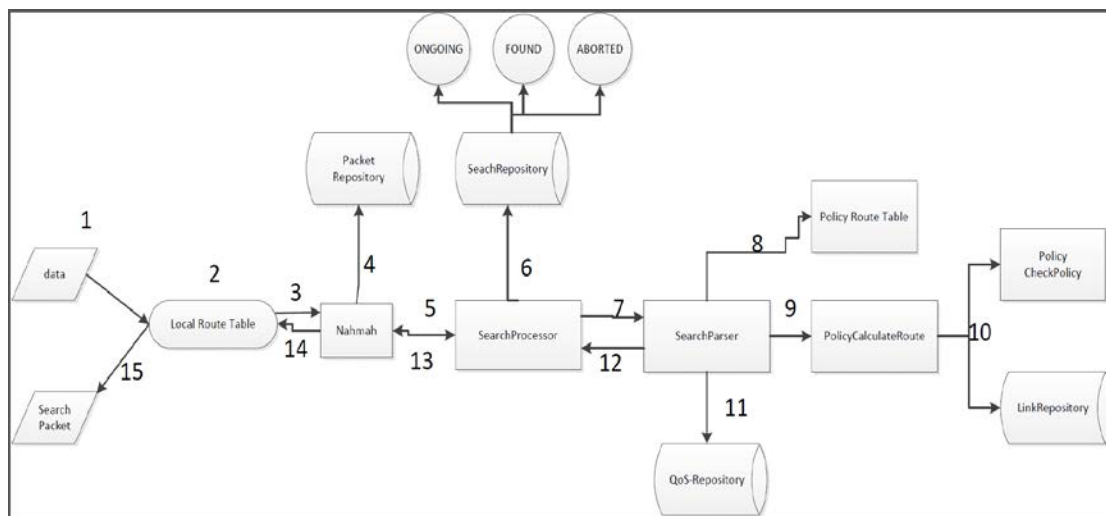 ONGOING
FOUND
ABORTED
Packet
Repository
SeachRepository
1
8
Policy Route Table
data
2
4
6
Policy
CheckPolicy
3
5
7
9
Local Route Table
Nahmah
SearchProcessor
SearchParser
PolicyCalculateRoute
10
14
13
12
15
Search
Packet
11
LinkRepository
QoS-Repository